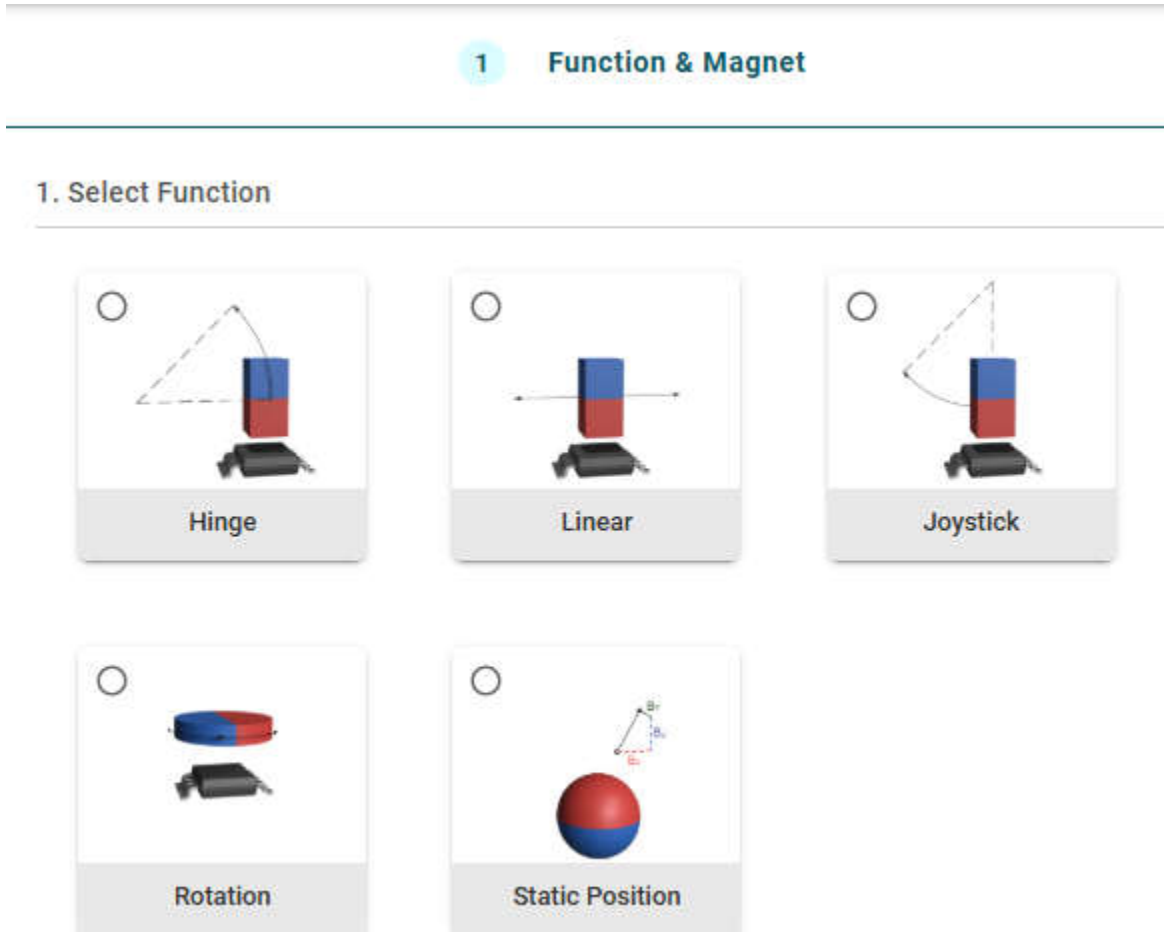 1 Function & Magnet
1. Select Function
Hinge
Linear
Joystick
Rotation
Static Position